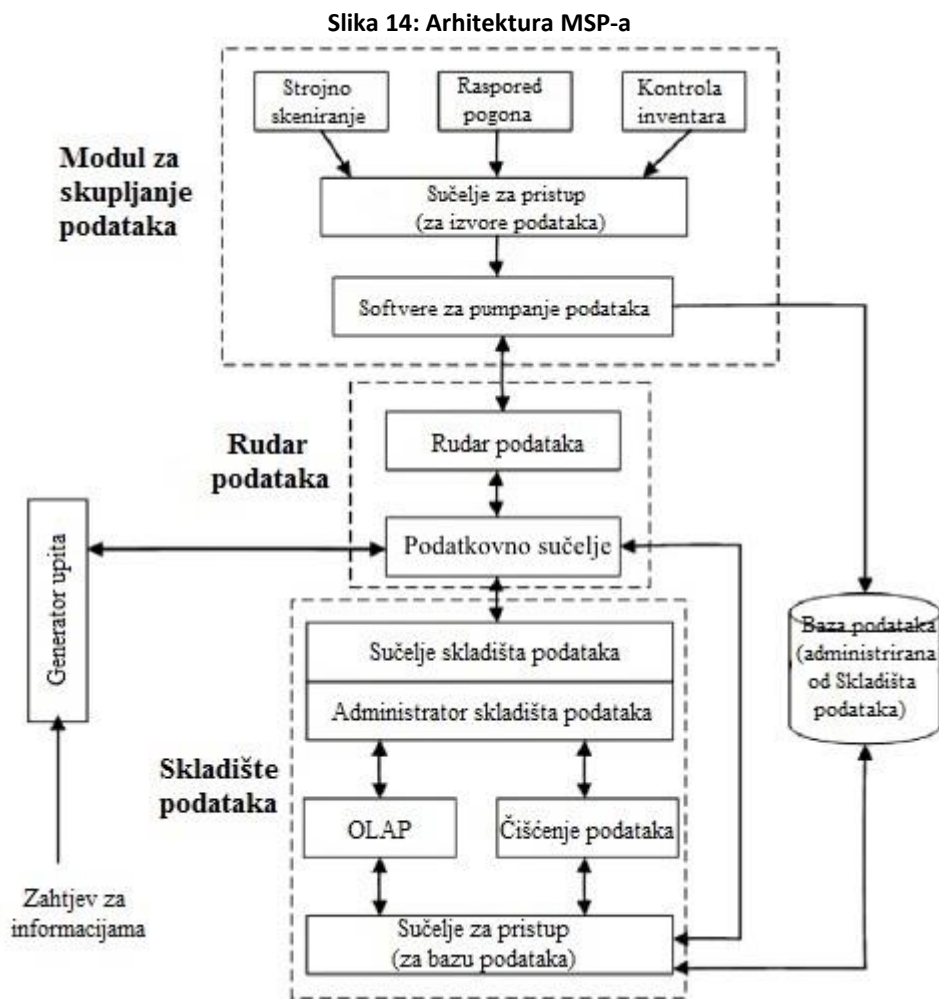 Slika 14: Arhitektura MSP-a
Strojno
skeniranje
Raspored
pogona
Kontrola
inventara
Modul za
skupljanje
podataka
Sučelje za pristup
(za izvore podataka)
Softvere za pumpanje podataka
Rudar
podataka
Rudar podataka
Podatkovno sučelje
Generator upita
Baza podataka
(administrirana
od Skladišta
podataka)
Sučelje skladišta podataka
Administrator skladišta podataka
Skladište
podataka
OLAP
Čišćenje podataka
Zahtjev za
informacijama
Sučelje za pristup
(za bazu podataka)